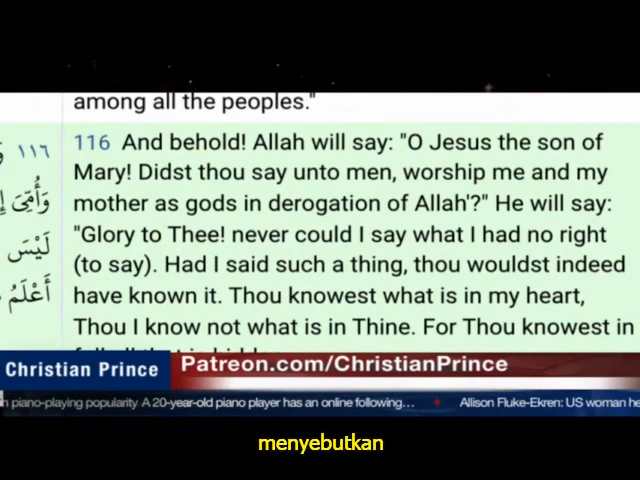 among all the peoples."
١١٦
116 And behold! Allah will say: "O Jesus the son of
Mary! Didst thou say unto men, worship me and my
وَأُمِّىَ
mother as gods in derogation of Allah'?" He will say:
لَيْسَ
"Glory to Thee! never could I say what I had no right
(to say). Had I said such a thing, thou wouldst indeed
أَعْلَمُ
have known it. Thou knowest what is in my heart,
Thou I know not what is in Thine. For Thou knowest in
Christian Prince
Patreon.com/ChristianPrince
piano-playing popularity A 20-year-old piano player has an online following... Allison Fluke-Ekren: US woman he
menyebutkan